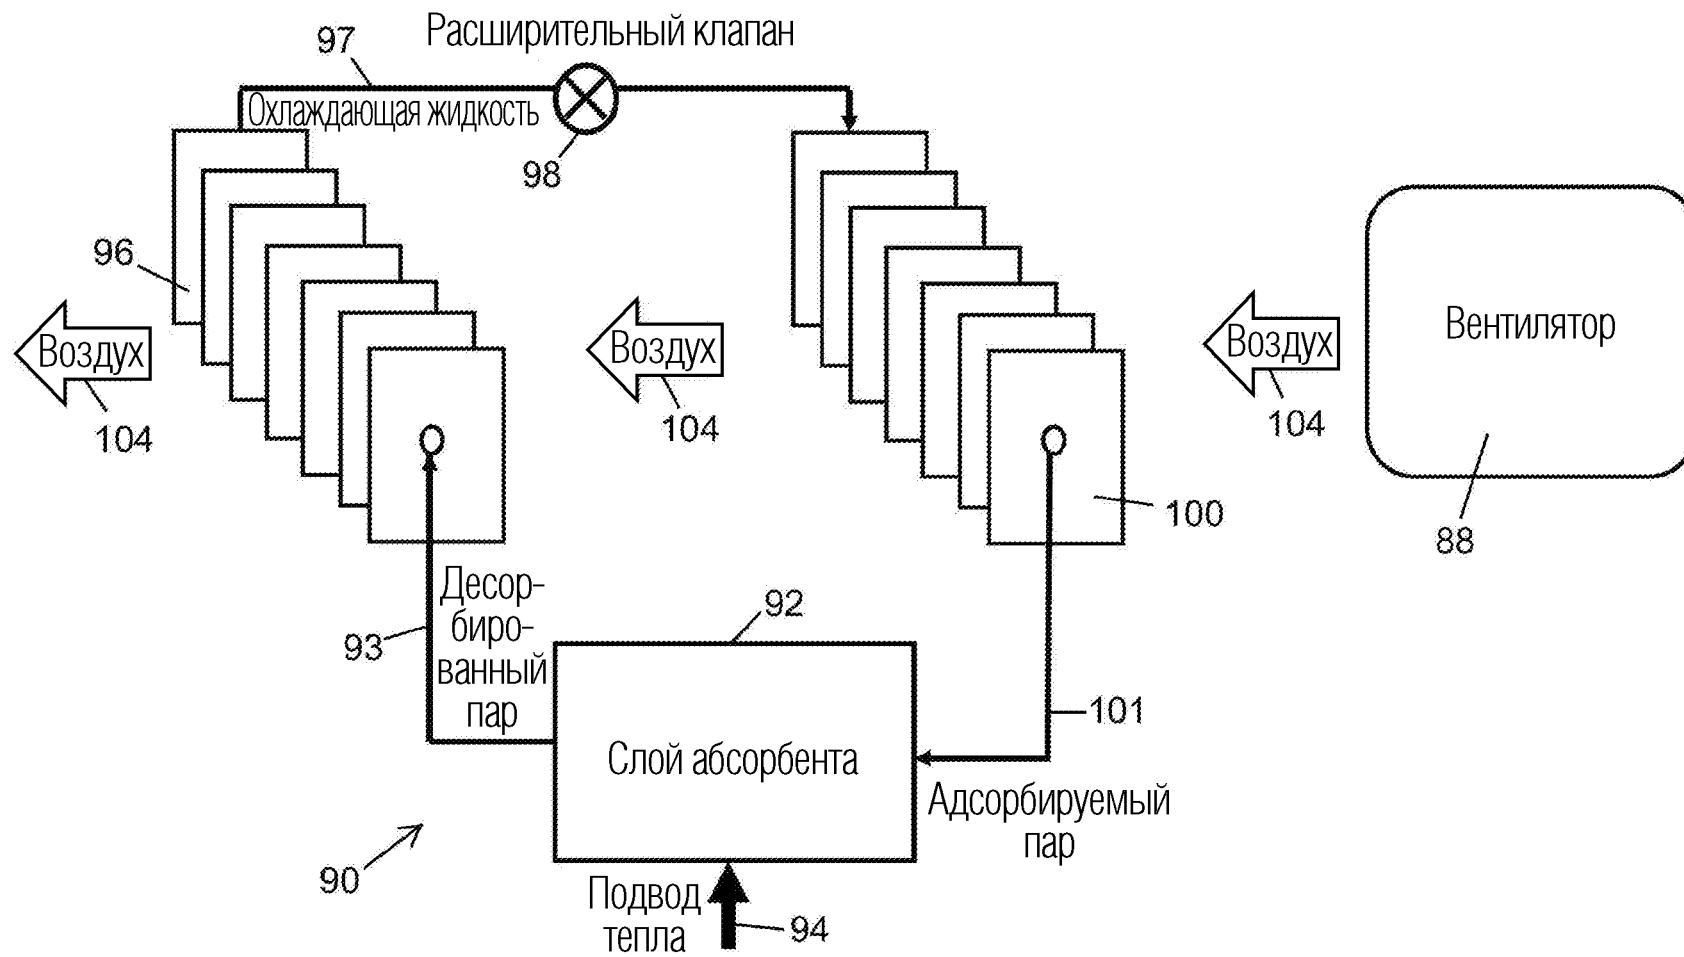 Расширительный клапан
97
Охлаждающая жидкость
98
96
Воздух
104
Воздух
104
Воздух
104
Вентилятор
88
100
Десор-
биро-
ванный
пар
93
92
Слой абсорбента
101
Адсорбируемый
пар
90
Подвод
тепла
94